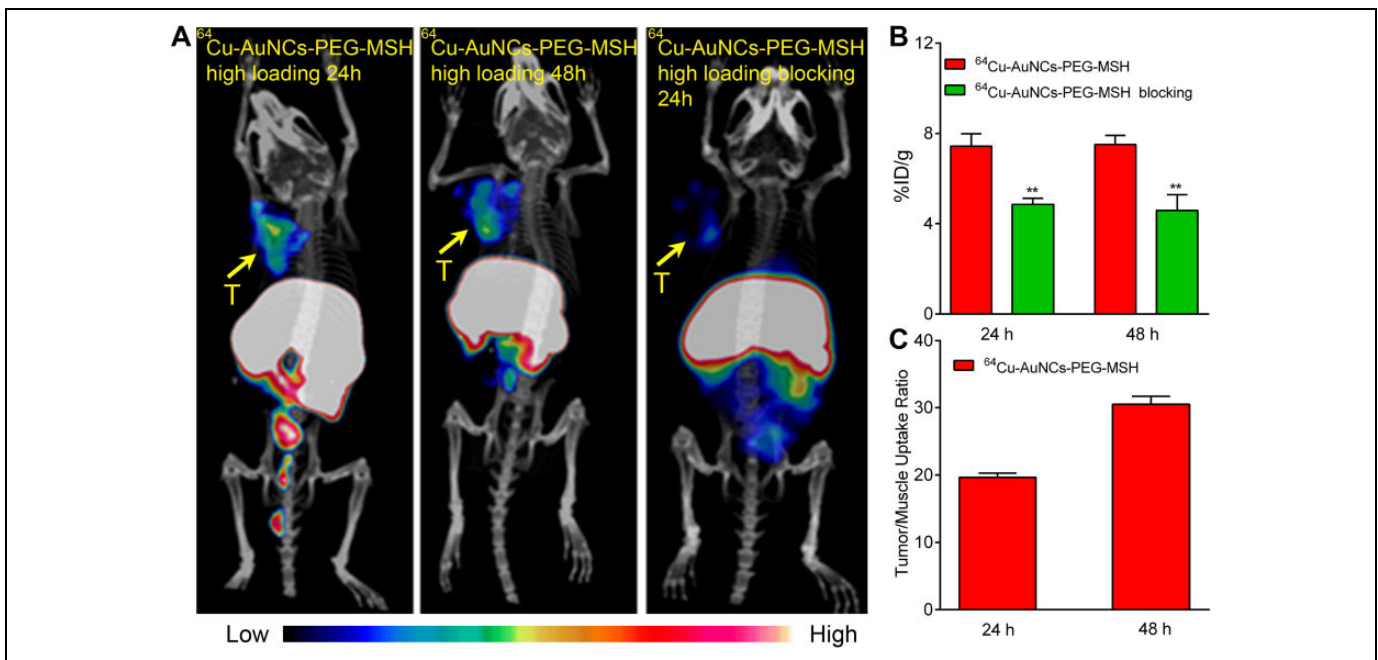 A
64
Cu-AuNCs-PEG-MSH
high loading 24h
T
64
Cu-AuNCs-PEG-MSH
high loading 48h
T
64
Cu-AuNCs-PEG-MSH
high loading blocking
24h
T
Low
High
B
12
8
4
0
%ID/g
64Cu-AuNCs-PEG-MSH
64Cu-AuNCs-PEG-MSH blocking
**
**
24 h
48 h
C
40
30
20
10
0
Tumor/Muscle Uptake Ratio
64Cu-AuNCs-PEG-MSH
24 h
48 h